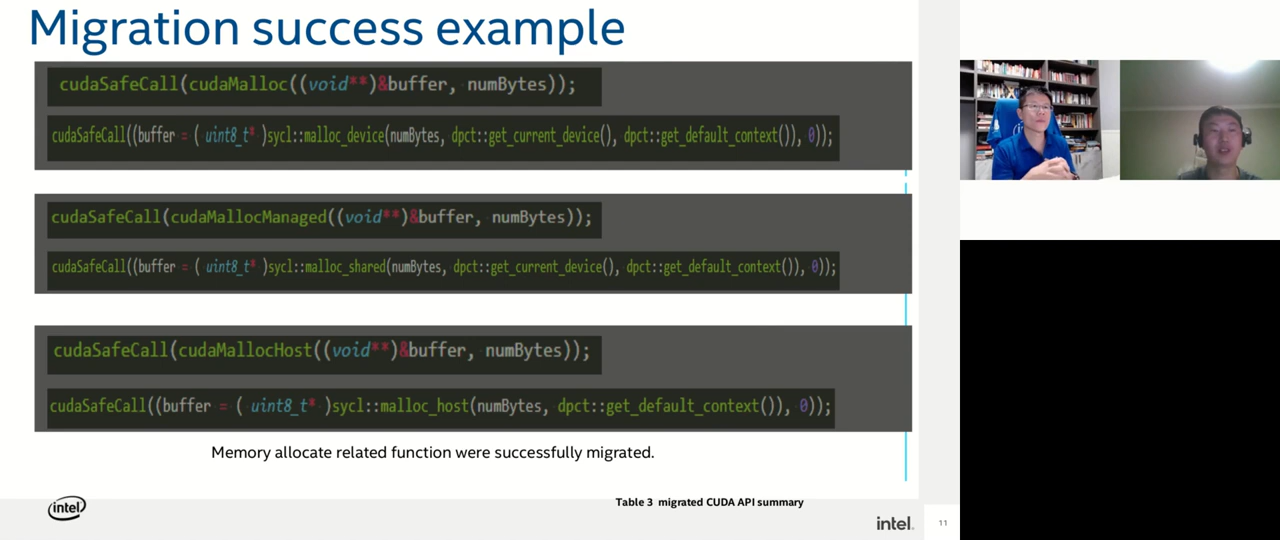 Migration success example
cudaSafeCall(cudaMalloc((void**)&buffer, numBytes));
cudaSafeCall((buffer = ( uint8_t* )sycl::malloc_device(numBytes, dpct::get_current_device(), dpct::get_default_context()), 0));
cudaSafeCall(cudaMallocManaged((void**)&buffer, numBytes));
cudaSafeCall((buffer = ( uint8_t* )sycl::malloc_shared(numBytes, dpct::get_current_device(), dpct::get_default_context()), 0));
cudaSafeCall(cudaMallocHost((void**)&buffer, numBytes));
cudaSafeCall((buffer = ( uint8_t* )sycl::malloc_host(numBytes, dpct::get_default_context()), 0));
Memory allocate related function were successfully migrated.
Table 3 migrated CUDA API summary
intel
intel.
11